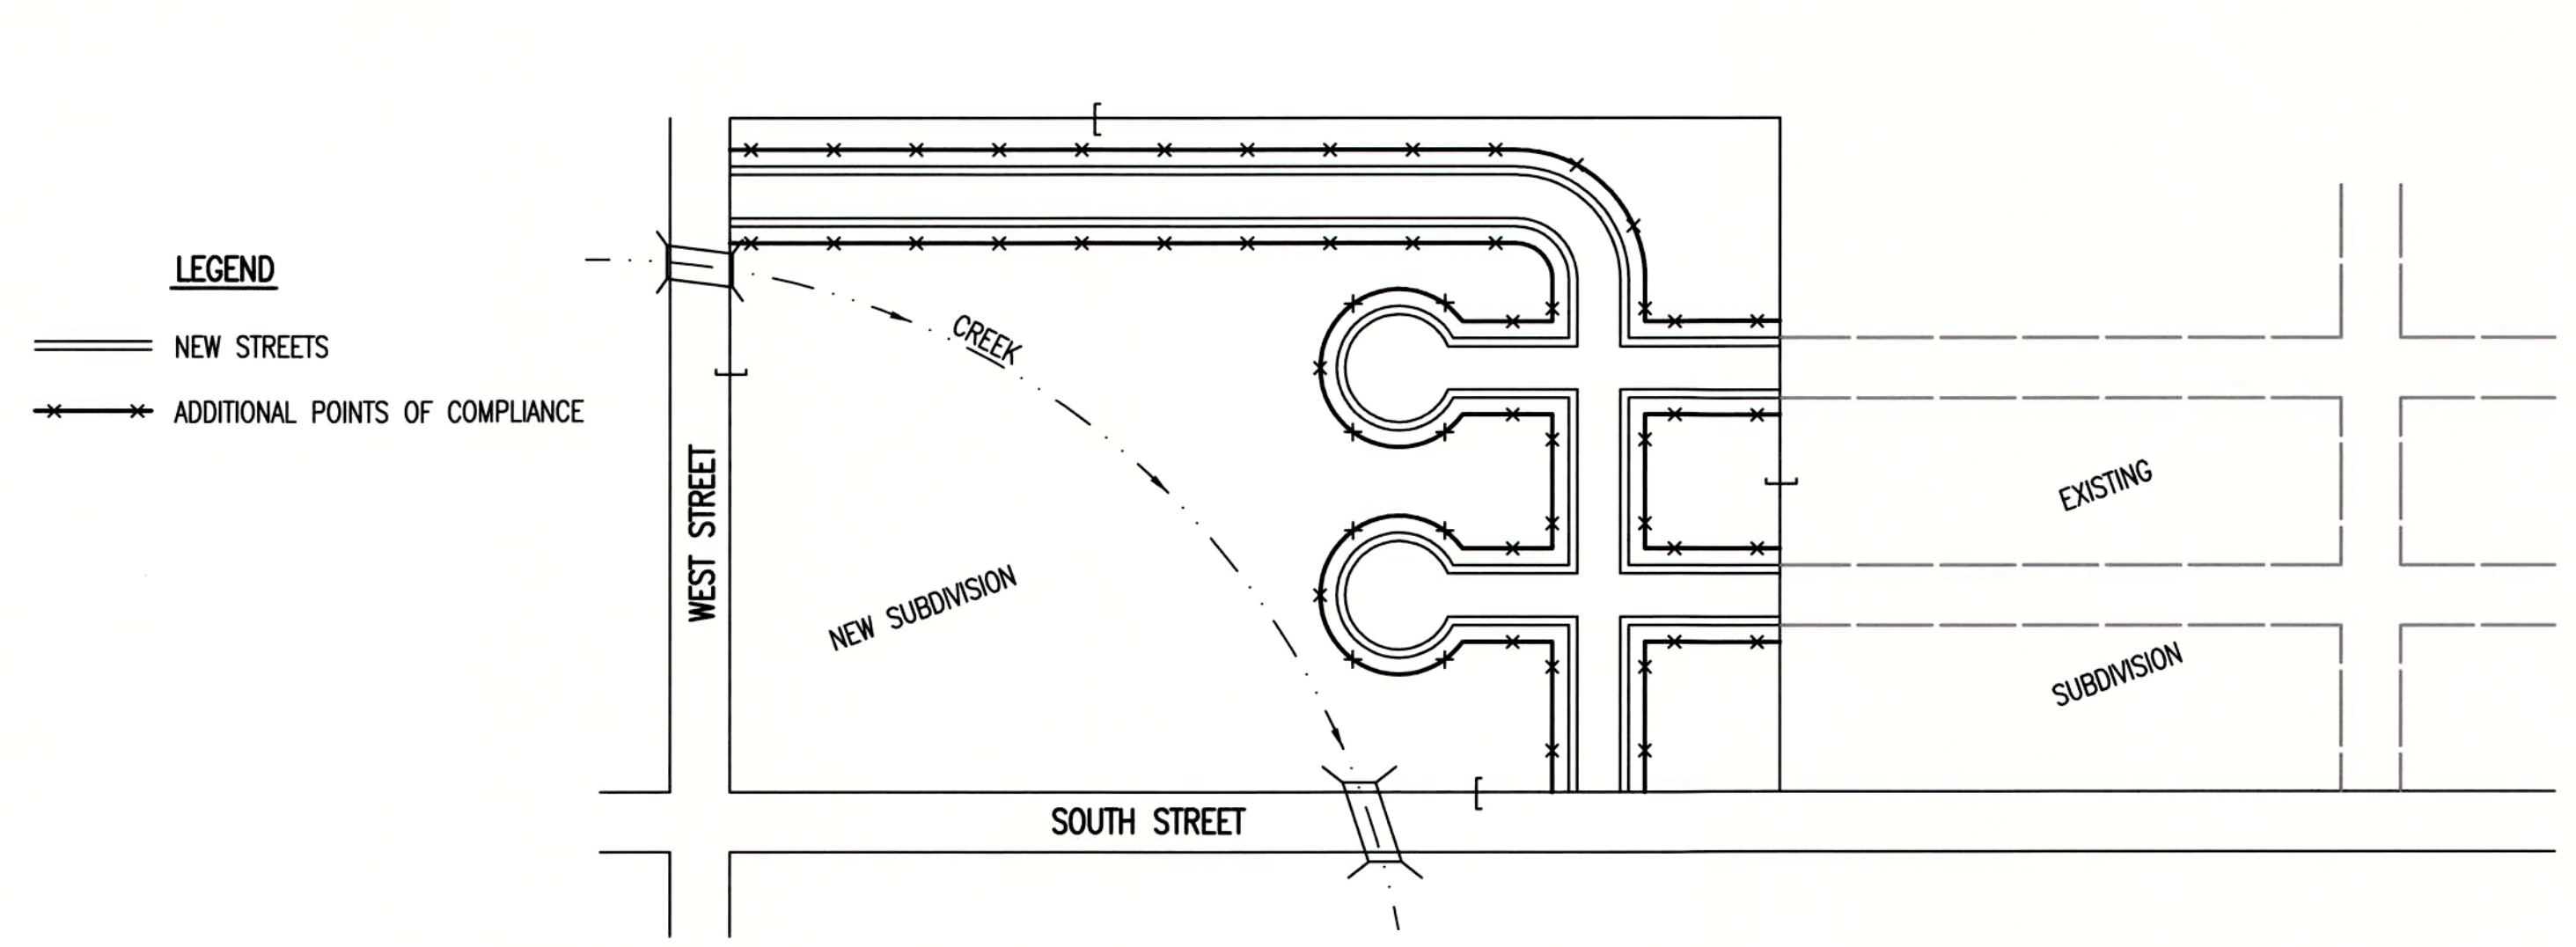 LEGEND
NEW STREETS
ADDITIONAL POINTS OF COMPLIANCE
CREEK
WEST STREET
NEW SUBDIVISION
SOUTH STREET
EXISTING
SUBDIVISION